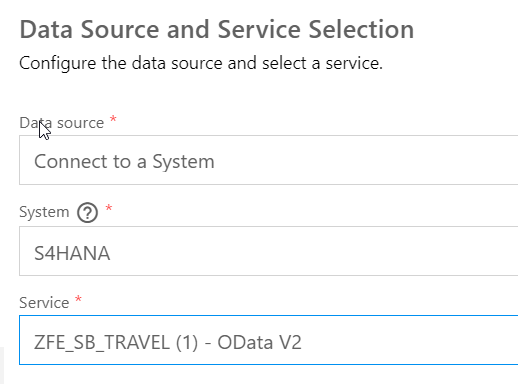 Data Source and Service Selection
Configure the data source and select a service.
Data source *
Connect to a System
System ? *
S4HANA
Service *
ZFE_SB_TRAVEL (1) - OData V2